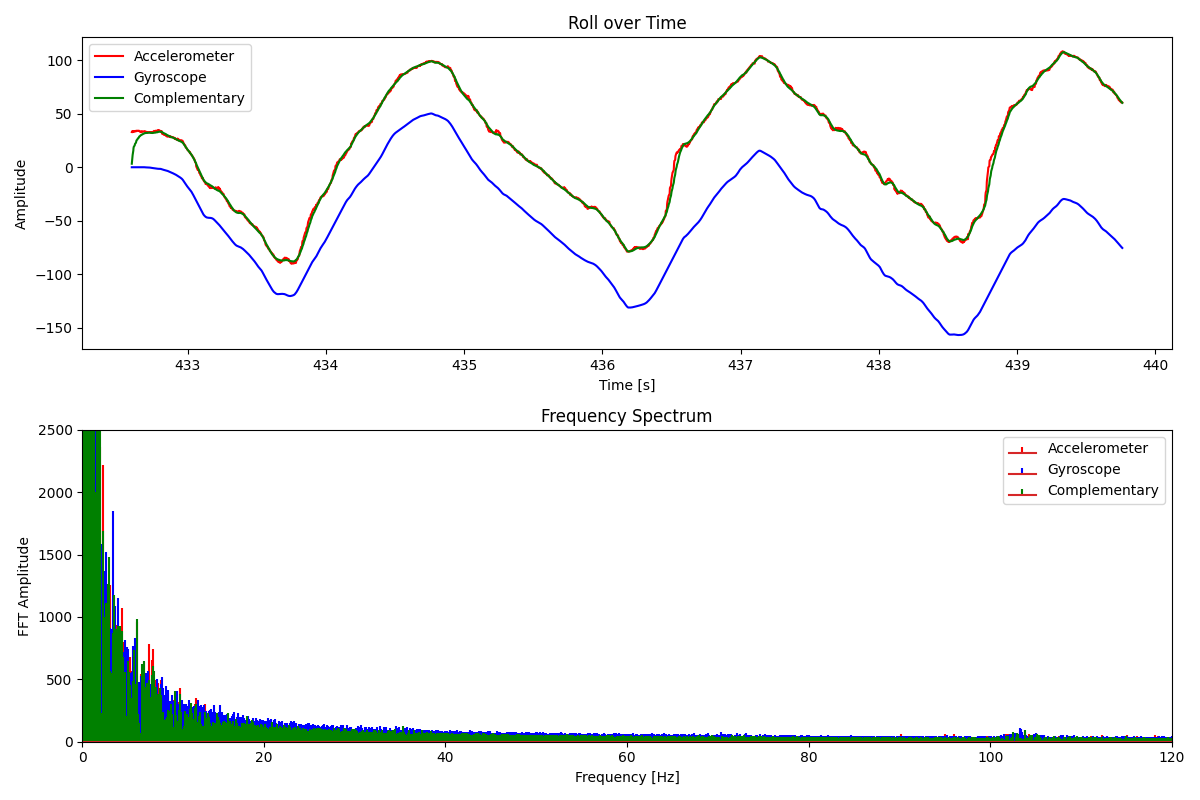 Roll over Time
Accelerometer
Gyroscope
Complementary
100
50
0
−50
−100
−150
Amplitude
433 434 435 436 437 438 439 440
Time [s]
Frequency Spectrum
Accelerometer
Gyroscope
Complementary
2500
2000
1500
1000
500
0
FFT Amplitude
0 20 40 60 80 100 120
Frequency [Hz]